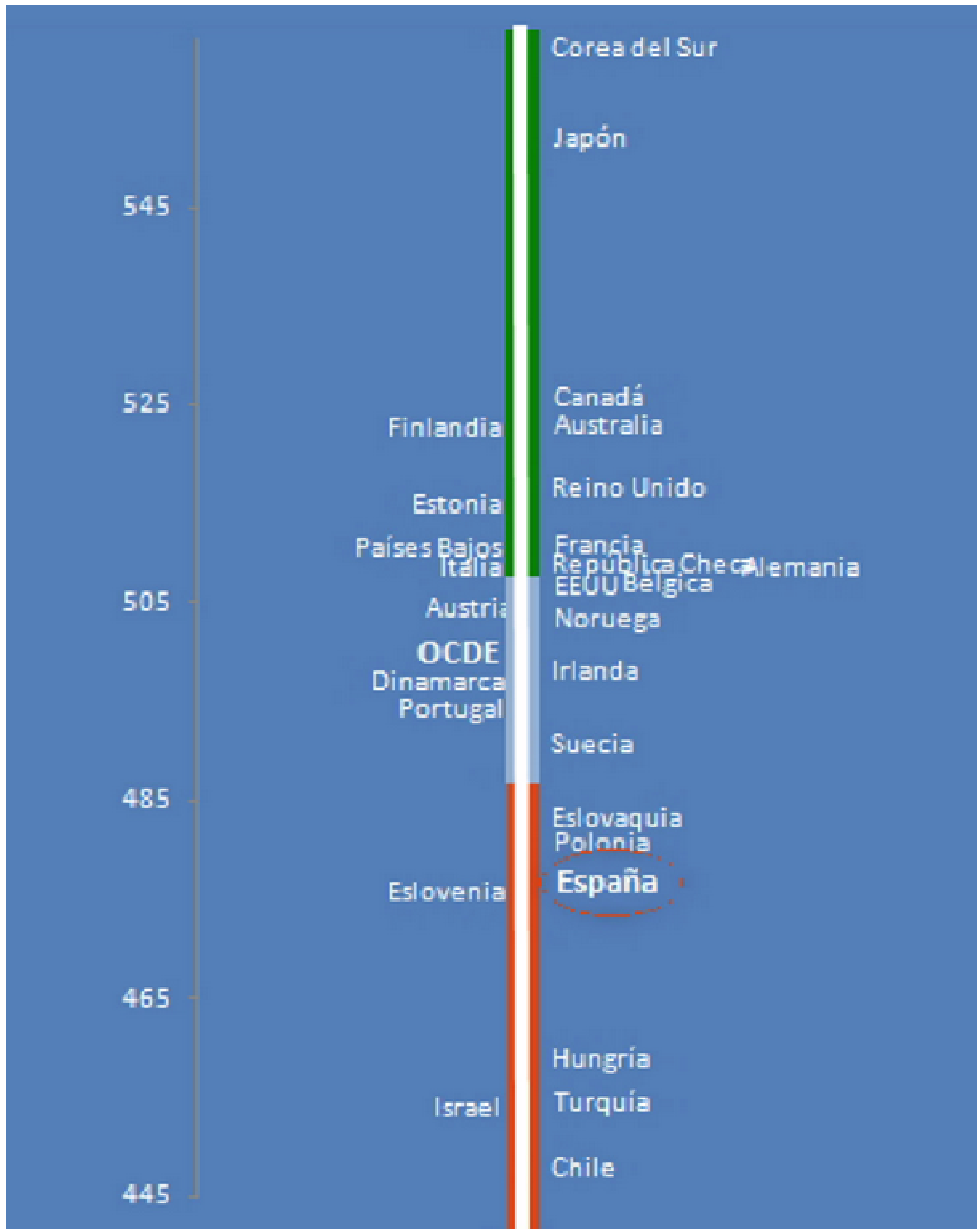 Corea del Sur
Japón
545
525
Canadá
Finlandia
Australia
Reino Unido
Estonia
Países Bajos
Francia
Italia
República Checa
Alemania
EEUU
Belgica
505
Austria
Noruega
OCDE
Irlanda
Dinamarca
Portugal
Suecia
485
Eslovaquia
Polonia
España
Eslovenia
465
Hungría
Israel
Turquía
Chile
445